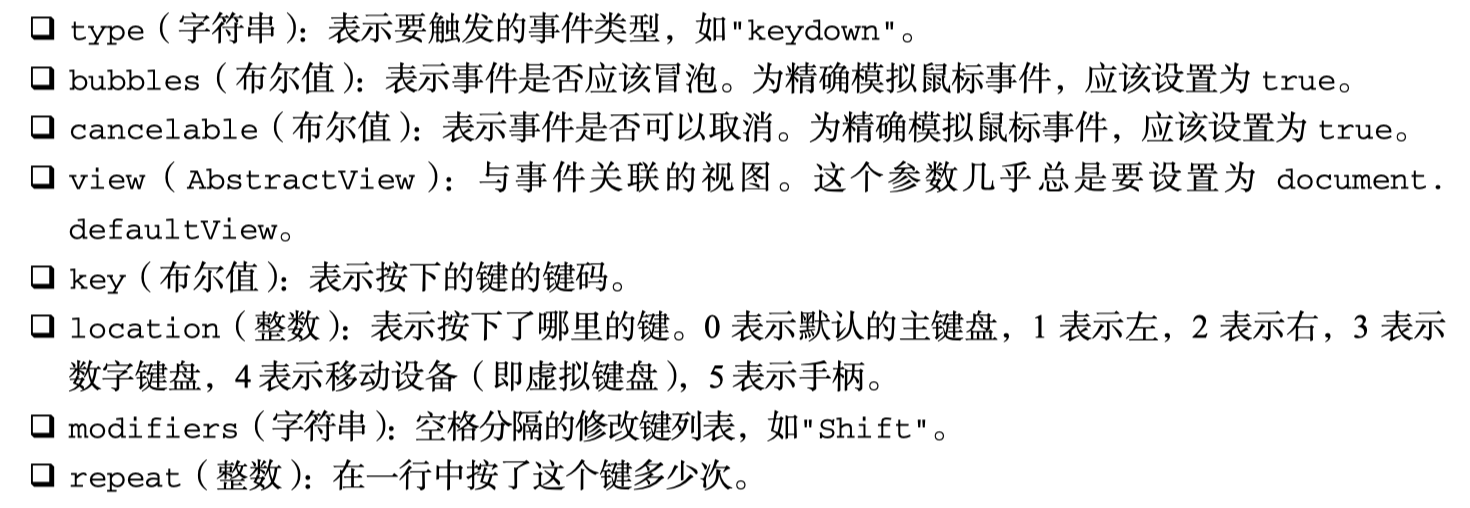 ❑ type（字符串）：表示要触发的事件类型，如"keydown"。
❑ bubbles（布尔值）：表示事件是否应该冒泡。为精确模拟鼠标事件，应该设置为 true。
❑ cancelable（布尔值）：表示事件是否可以取消。为精确模拟鼠标事件，应该设置为 true。
❑ view（AbstractView）：与事件关联的视图。这个参数几乎总是要设置为 document.
defaultView。
❑ key（布尔值）：表示按下的键的键码。
❑ location（整数）：表示按下了哪里的键。0 表示默认的主键盘，1 表示左，2 表示右，3 表示
数字键盘，4 表示移动设备（即虚拟键盘），5 表示手柄。
❑ modifiers（字符串）：空格分隔的修改键列表，如"Shift"。
❑ repeat（整数）：在一行中按了这个键多少次。